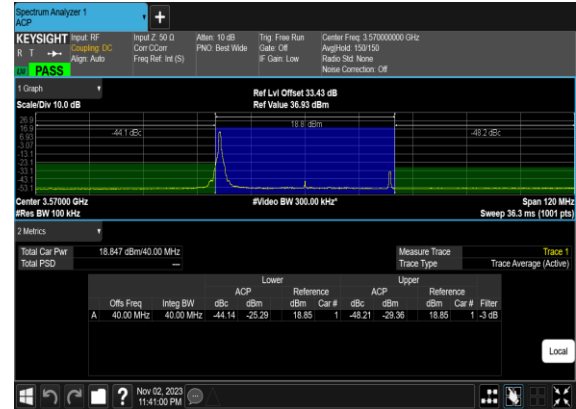 Spectrum Analyzer 1
ACP
+
KEYSIGHT Input: RF Input Z: 50 Ω Atten: 10 dB Trig: Free Run Center Freq: 3.570000000 GHz
R T Coupling: DC Corr CCorr PNO: Best Wide Gate: Off Avg|Hold: 150/150
Align: Auto Freq Ref: Int (S) IF Gain: Low Radio Std: None
LV PASS Noise Correction: Off
1 Graph Ref Lvl Offset 33.43 dB
Scale/Div 10.0 dB Ref Value 36.93 dBm
26.9
16.9
6.93
-3.07
-13.1
-23.1
-33.1
-43.1
-53.1
-44.1 dBc 18.8 dBm -48.2 dBc
Center 3.57000 GHz #Video BW 300.00 kHz* Span 120 MHz
#Res BW 100 kHz Sweep 36.3 ms (1001 pts)
2 Metrics
Total Car Pwr 18.847 dBm/40.00 MHz Measure Trace Trace 1
Total PSD --- Trace Type Trace Average (Active)
Lower Upper
ACP Reference ACP Reference
Offs Freq Integ BW dBc dBm dBm Car # dBc dBm dBm Car # Filter
A 40.00 MHz 40.00 MHz -44.14 -25.29 18.85 1 -48.21 -29.36 18.85 1 -3 dB
Local
? Nov 02, 2023
11:41:00 PM